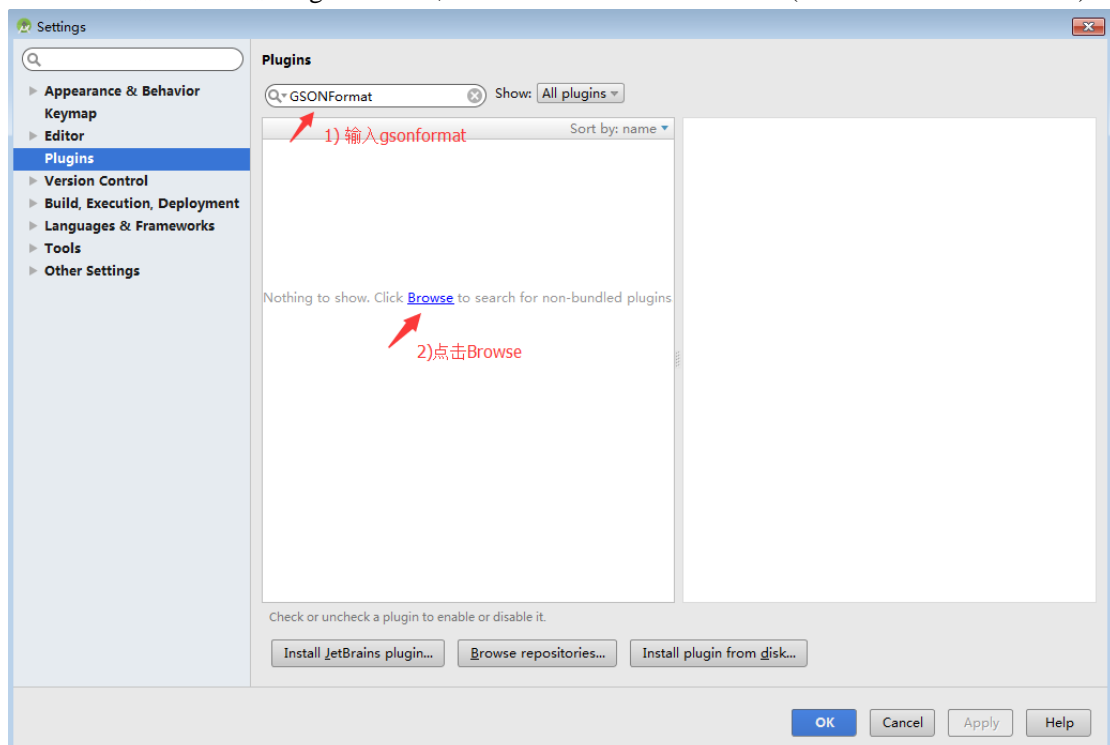 Settings
Plugins
Appearance & Behavior
Keymap
Editor
Plugins
Version Control
Build, Execution, Deployment
Languages & Frameworks
Tools
Other Settings
GSONFormat
Show: All plugins
Sort by: name
1) 输入gsonformat
Nothing to show. Click Browse to search for non-bundled plugins
2)点击Browse
Check or uncheck a plugin to enable or disable it.
Install JetBrains plugin...
Browse repositories...
Install plugin from disk...
OK
Cancel
Apply
Help